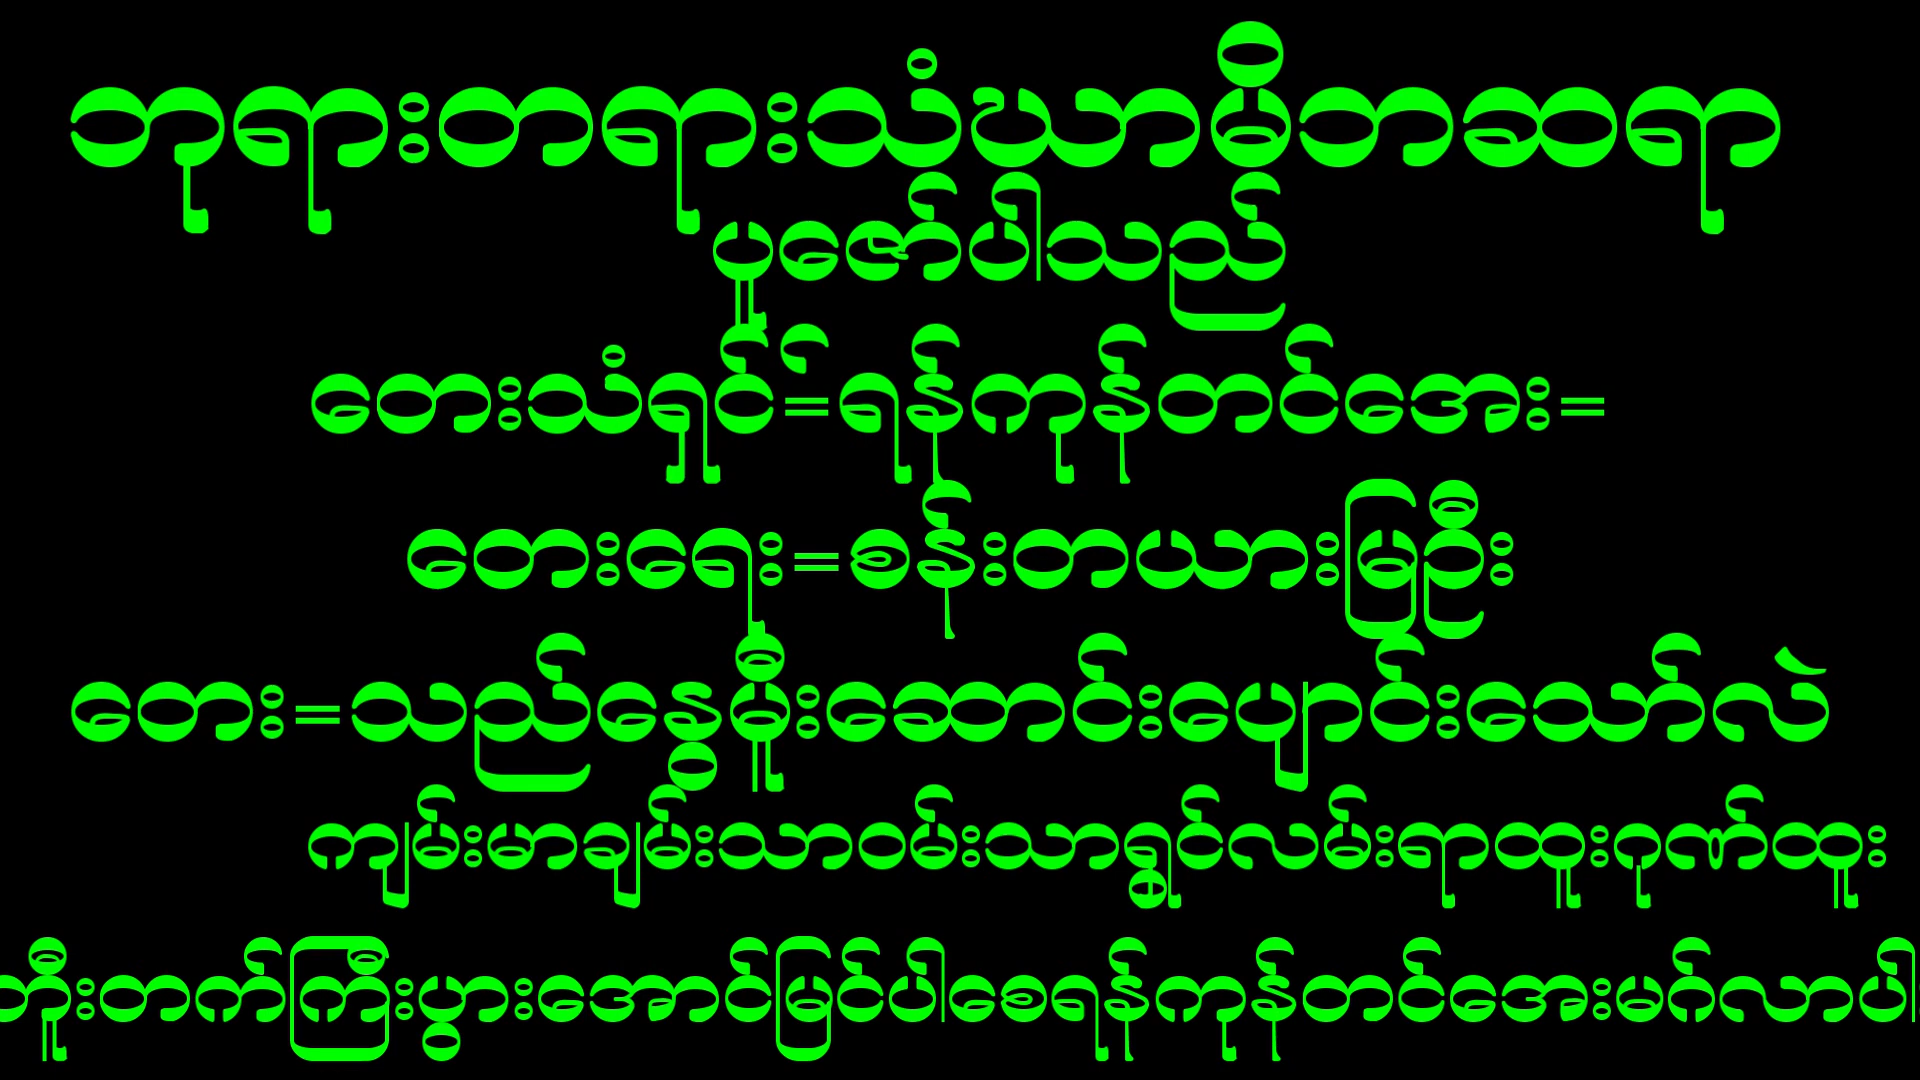 ဘုရားတရားသံဃာမိဘဆရာ
ပူဇော်ပါသည်
တေးသံရှင််=ရန်ကုန်တင်အေး=
တေးရေး=စန်းတယားမြဦး
တေး=သည်နွေမီူးဆောင်းပျောင်းသော်လဲ
ကျမ်းမာချမ်းသာဝမ်းသာရွှင်လမ်းရာထူးဂုဏ်ထူး
တီူးတက်ကြီးပွားအောင်မြင်ပါစေရန်ကုန်တင်အေးမဂ်လာပါ